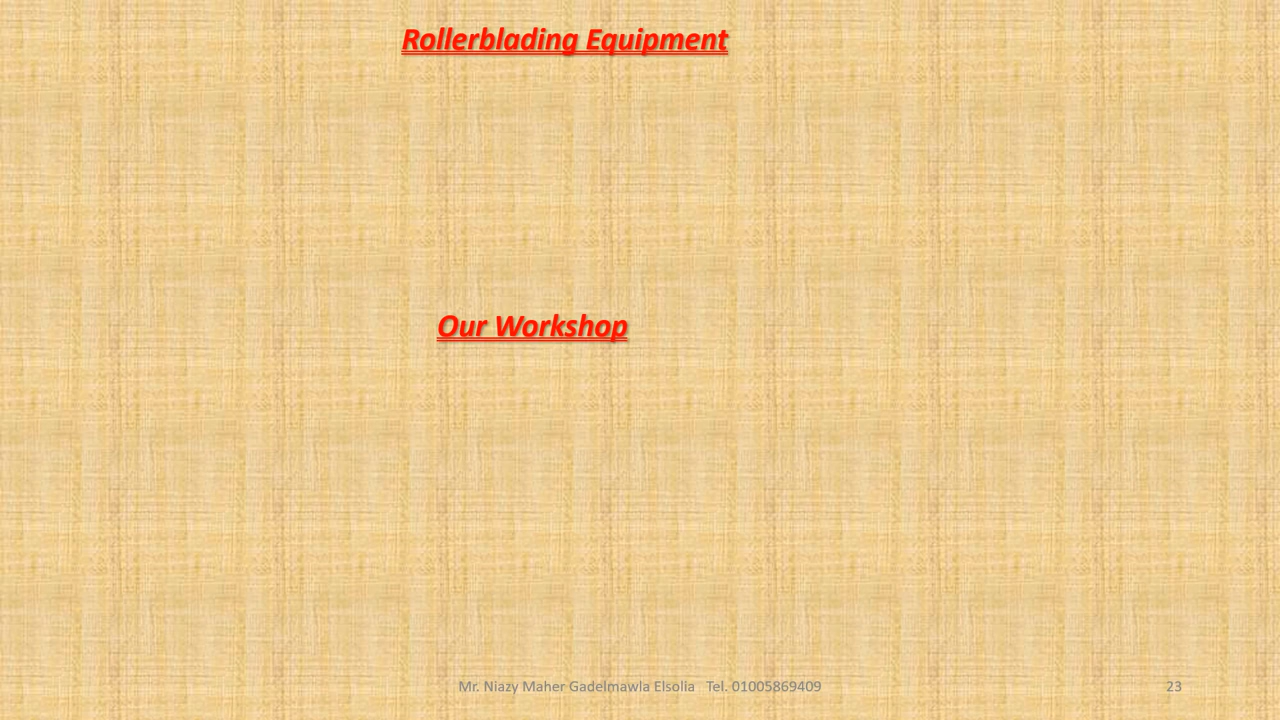 Rollerblading Equipment
Our Workshop
Mr. Niazy Maher Gadelmawla Elsolia Tel. 01005869409
23